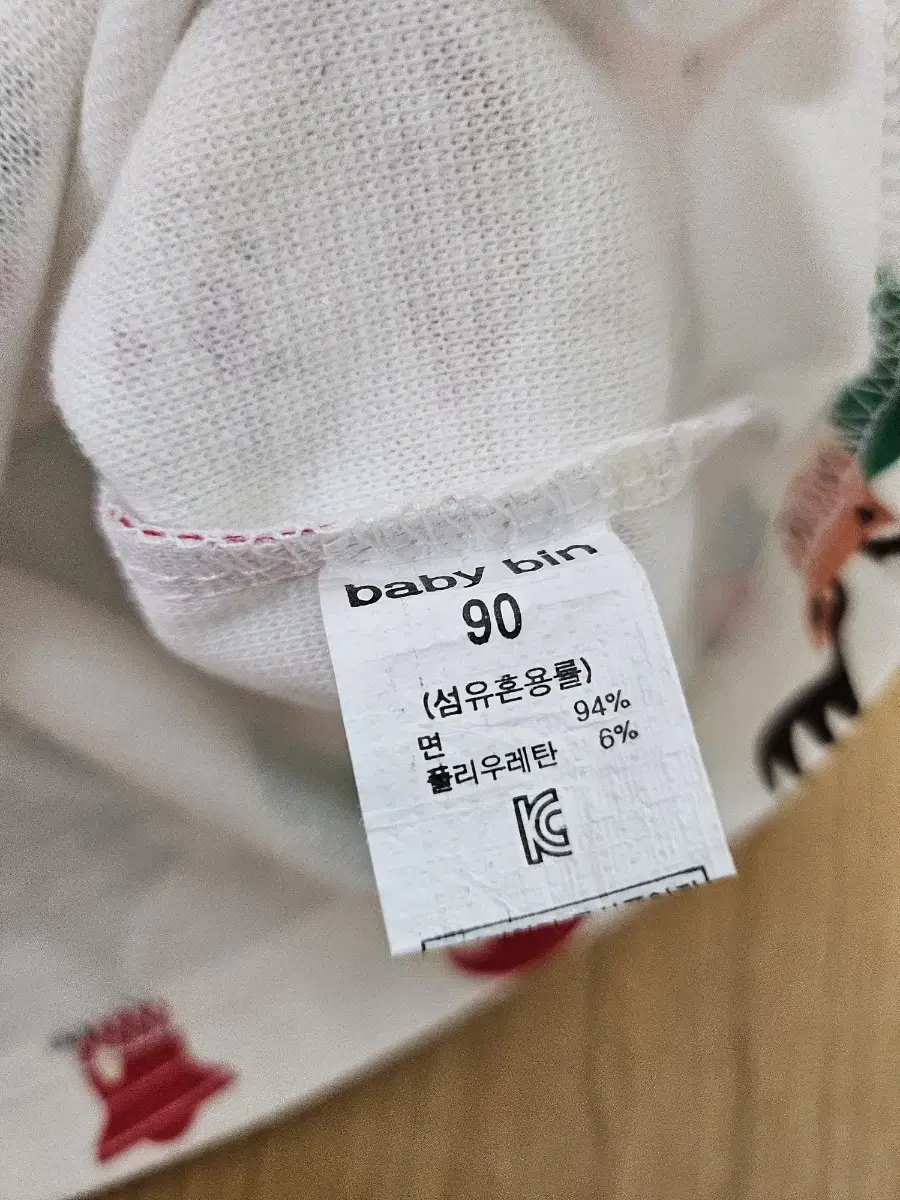 baby bin
90
(섬유혼용률)
면 94%
폴리우레탄 6%
KC